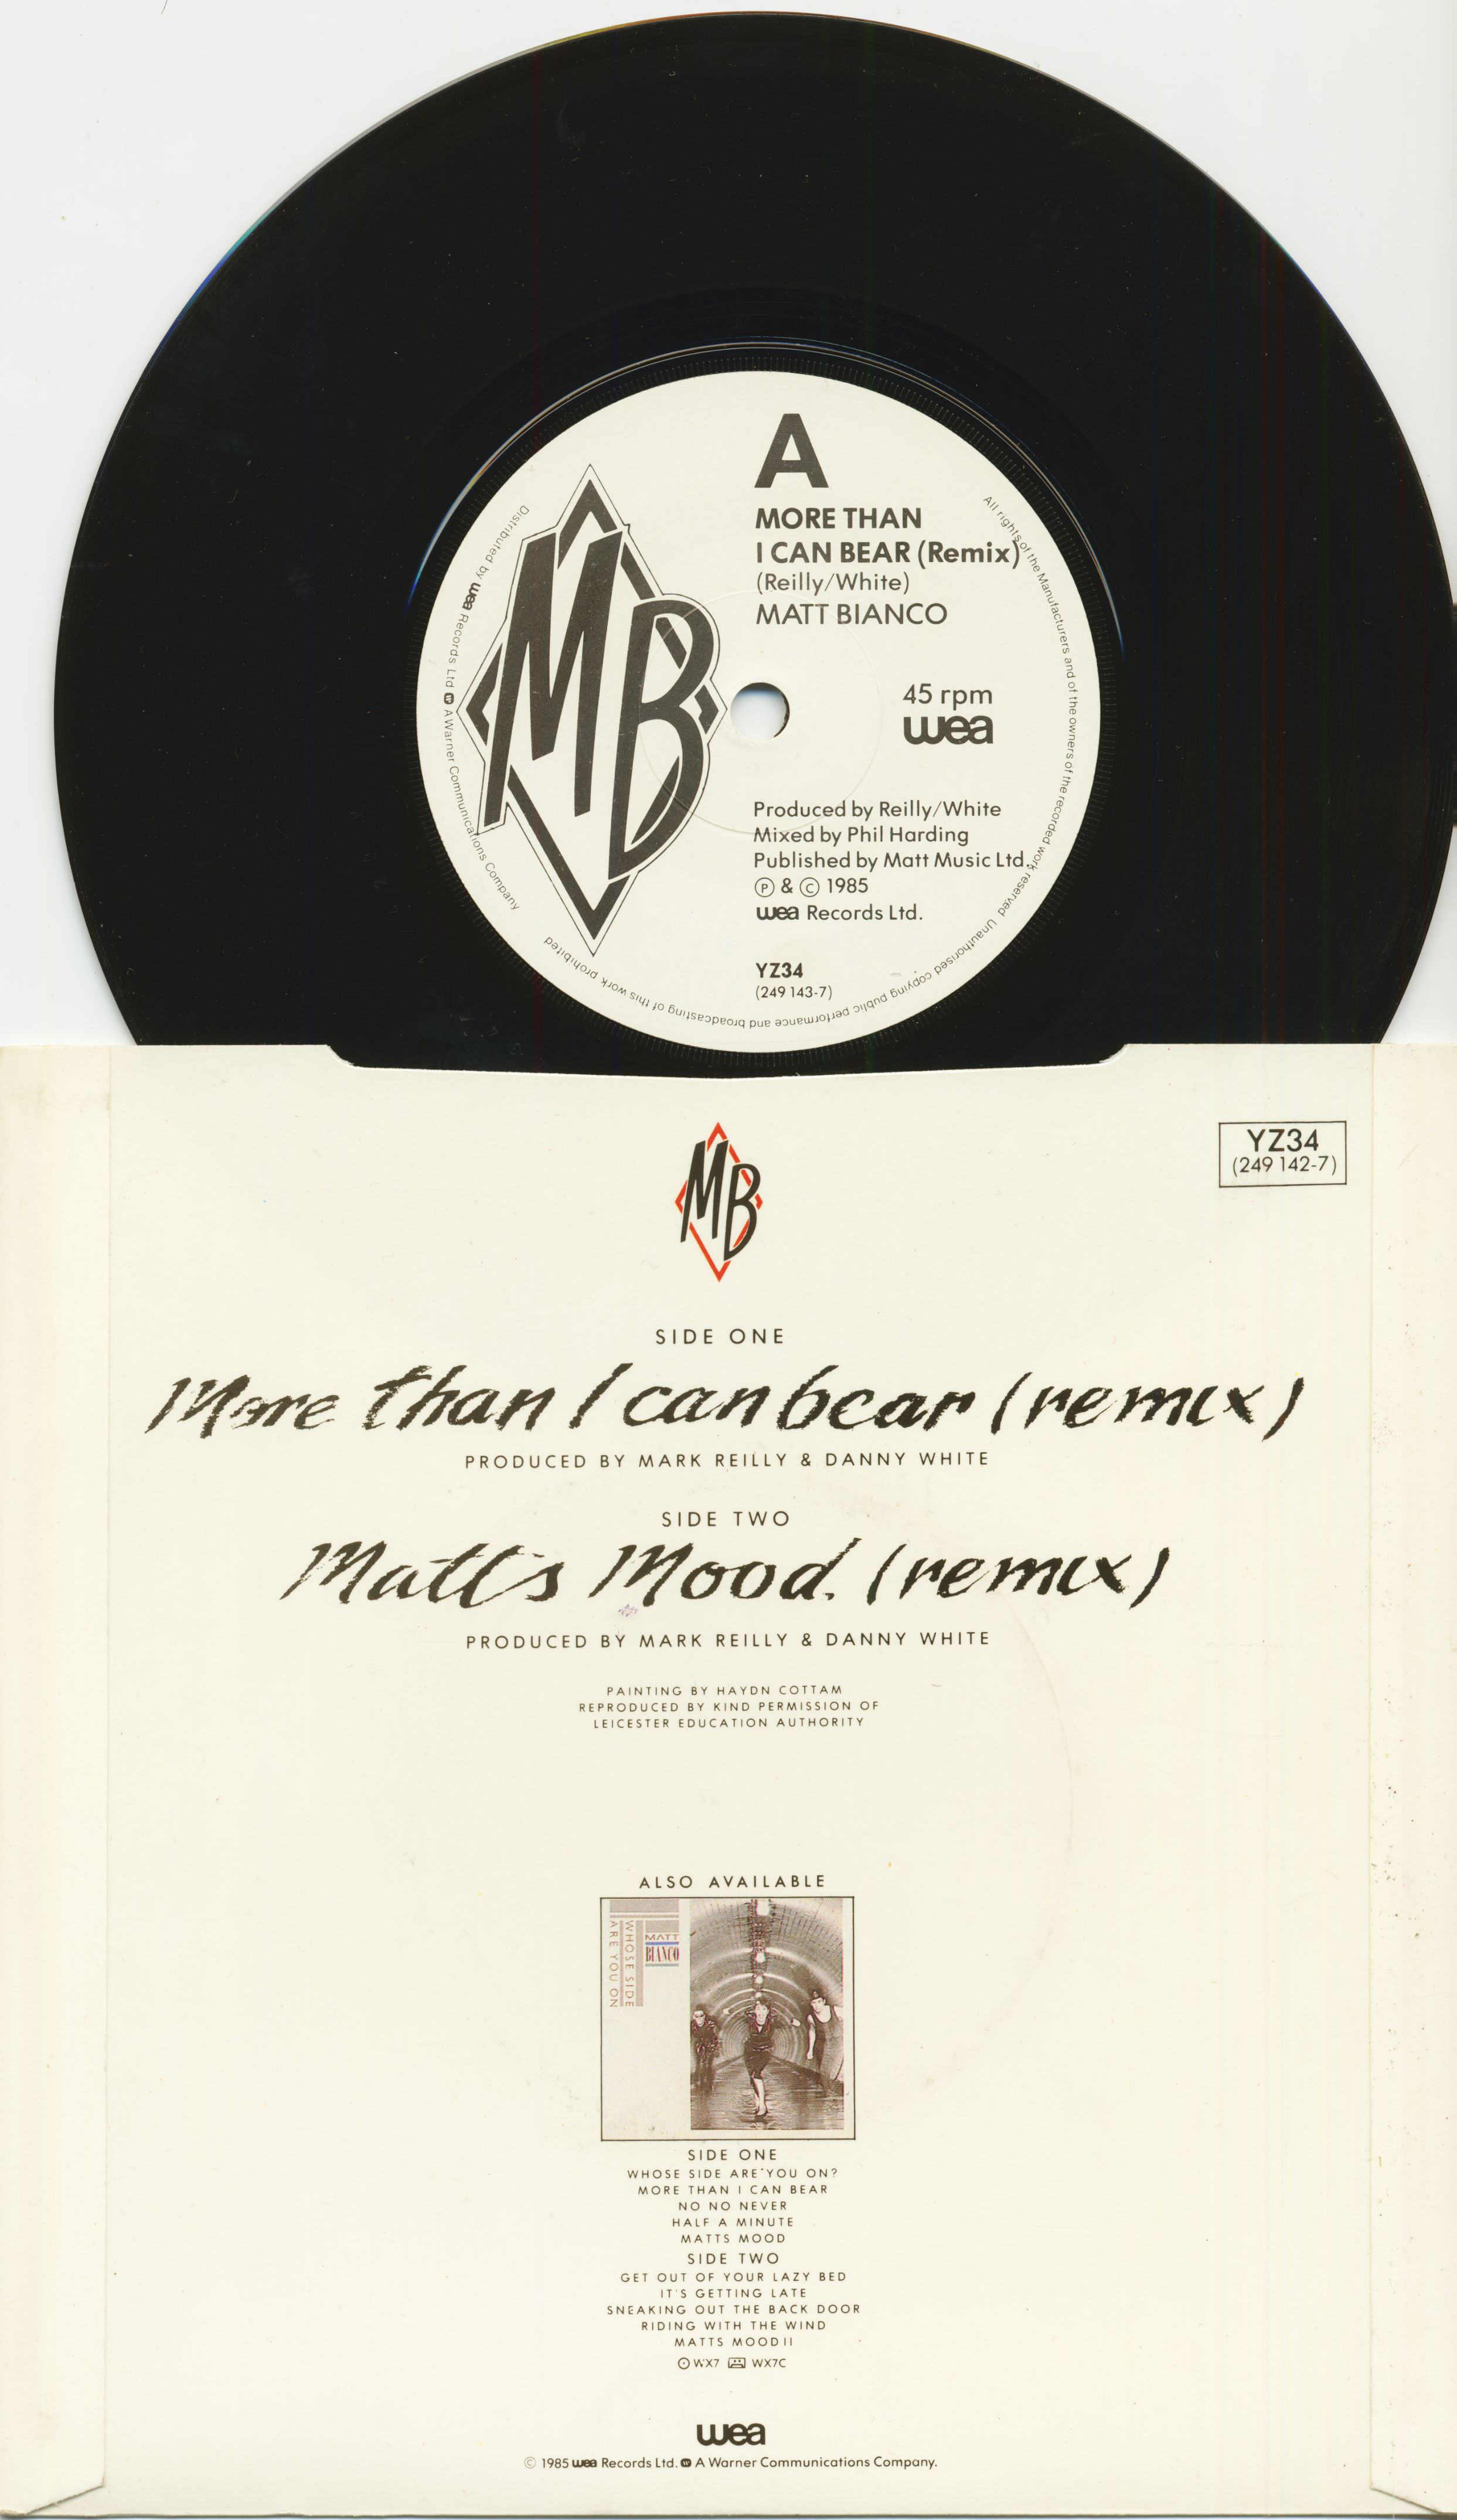 A
MORE THAN
I CAN BEAR (Remix)
(Reilly/White)
MATT BIANCO
MB
45 rpm
wea
Produced by Reilly/White
Mixed by Phil Harding
Published by Matt Music Ltd.
Ⓟ & © 1985
wea Records Ltd.
YZ34
(249 143-7)
All rights of the Manufacturers and of the owners of the recorded work reserved. Unauthorised copying public performance and broadcasting of this work prohibited
Distributed by wea Records Ltd. A Warner Communications Company
MB
YZ34
(249 142-7)
SIDE ONE
More than I can bear (remix)
PRODUCED BY MARK REILLY & DANNY WHITE
SIDE TWO
Matt's Mood. (remix)
PRODUCED BY MARK REILLY & DANNY WHITE
PAINTING BY HAYDN COTTAM
REPRODUCED BY KIND PERMISSION OF
LEICESTER EDUCATION AUTHORITY
ALSO AVAILABLE
MATT
BIANCO
WHOSE SIDE
ARE YOU ON
SIDE ONE
WHOSE SIDE ARE YOU ON?
MORE THAN I CAN BEAR
NO NO NEVER
HALF A MINUTE
MATTS MOOD
SIDE TWO
GET OUT OF YOUR LAZY BED
IT'S GETTING LATE
SNEAKING OUT THE BACK DOOR
RIDING WITH THE WIND
MATTS MOOD II
WX7 WX7C
wea
© 1985 wea Records Ltd. A Warner Communications Company.